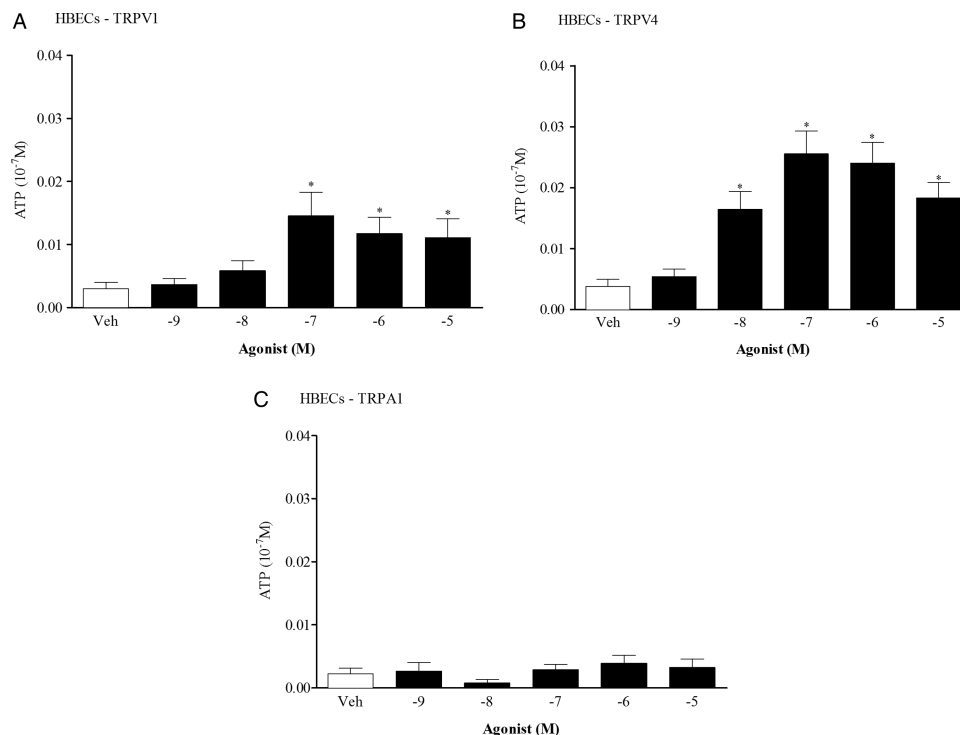 A HBECs - TRPV1
0.04
0.03
0.02
0.01
0.00
ATP (10⁻⁷M)
Veh -9 -8 -7 -6 -5
* * *
Agonist (M)
B HBECs - TRPV4
0.04
0.03
0.02
0.01
0.00
ATP (10⁻⁷M)
Veh -9 -8 -7 -6 -5
* * * *
Agonist (M)
C HBECs - TRPA1
0.04
0.03
0.02
0.01
0.00
ATP (10⁻⁷M)
Veh -9 -8 -7 -6 -5
Agonist (M)